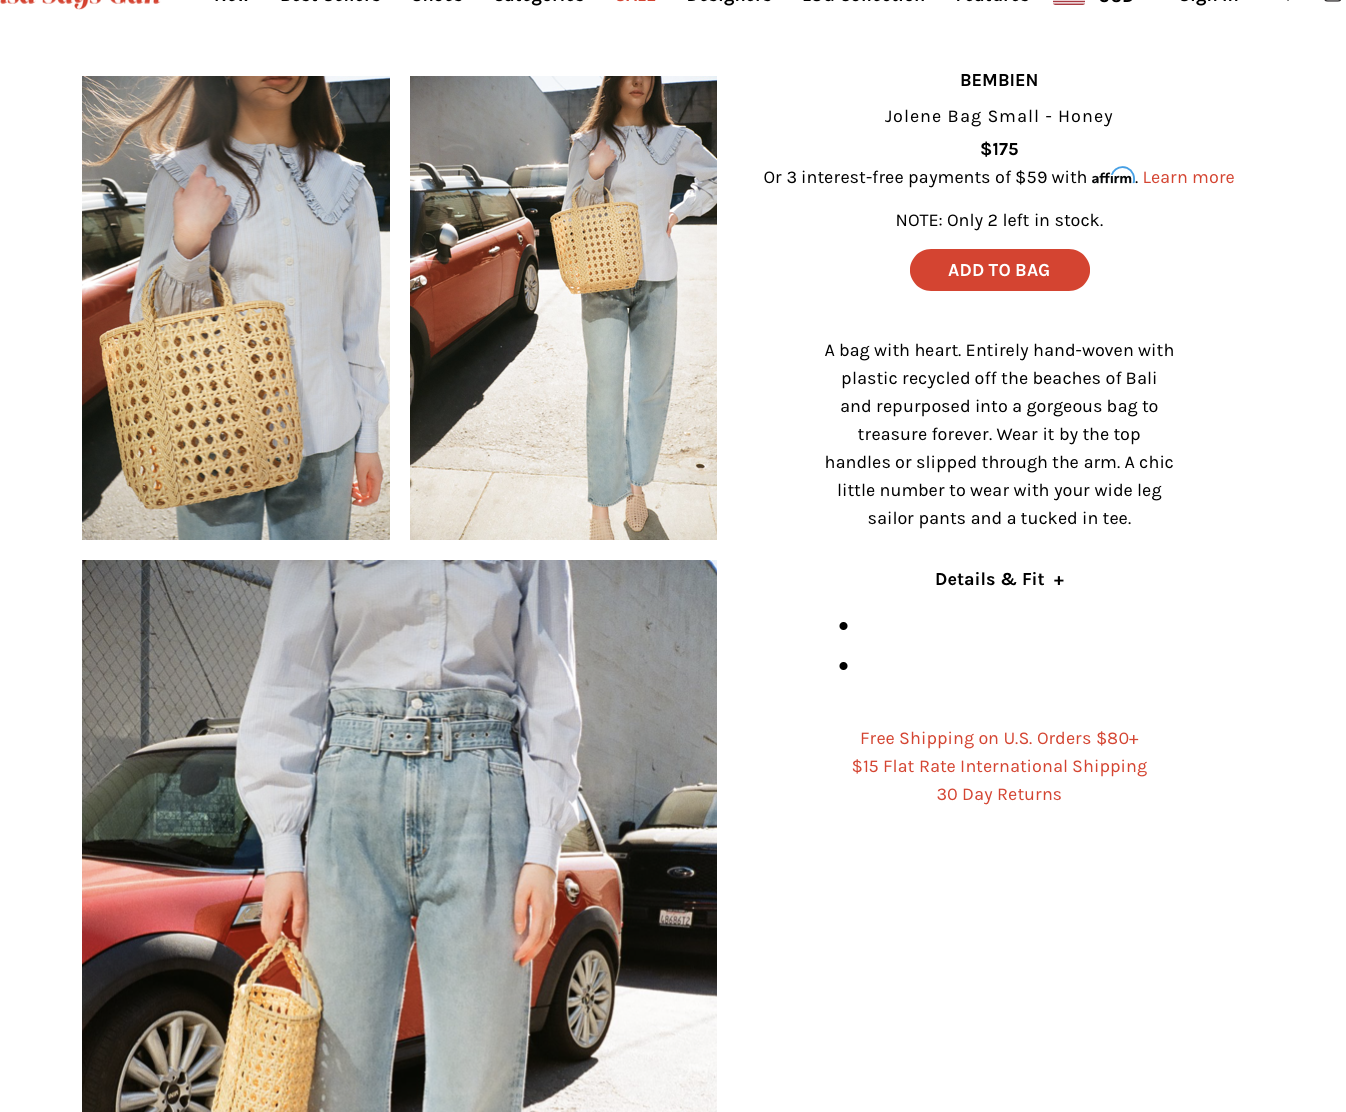 New Best Sellers Shoes Categories SALE Designers LSG Collection Features USD Sign In
BEMBIEN
Jolene Bag Small - Honey
$175
Or 3 interest-free payments of $59 with affirm. Learn more
NOTE: Only 2 left in stock.
ADD TO BAG
A bag with heart. Entirely hand-woven with
plastic recycled off the beaches of Bali
and repurposed into a gorgeous bag to
treasure forever. Wear it by the top
handles or slipped through the arm. A chic
little number to wear with your wide leg
sailor pants and a tucked in tee.
Details & Fit +
Free Shipping on U.S. Orders $80+
$15 Flat Rate International Shipping
30 Day Returns